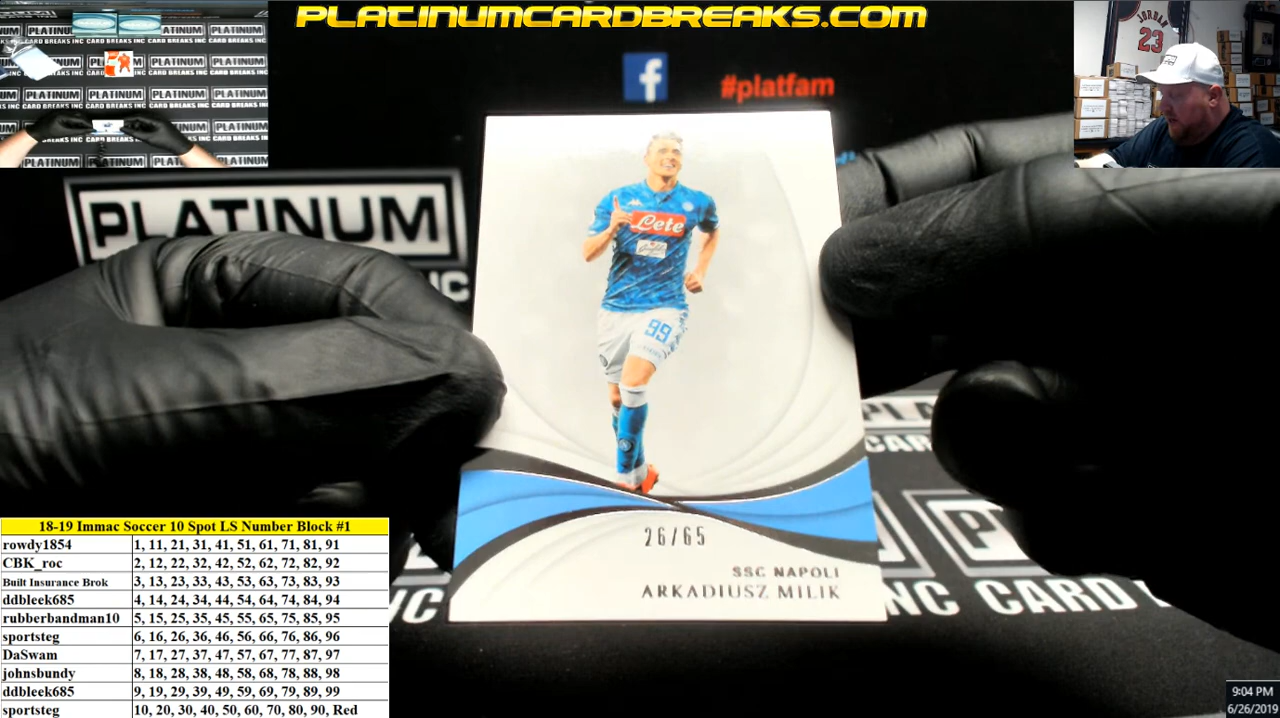 PLATINUMCARDBREAKS.COM
#platfam
JORDAN
23
PLATINUM
CARD BREAKS INC
Lete
99
26/65
SSC NAPOLI
ARKADIUSZ MILIK
NC CARD
18-19 Immac Soccer 10 Spot LS Number Block #1
rowdy1854 1, 11, 21, 31, 41, 51, 61, 71, 81, 91
CBK_roc 2, 12, 22, 32, 42, 52, 62, 72, 82, 92
Built Insurance Brok 3, 13, 23, 33, 43, 53, 63, 73, 83, 93
ddbleek685 4, 14, 24, 34, 44, 54, 64, 74, 84, 94
rubberbandman10 5, 15, 25, 35, 45, 55, 65, 75, 85, 95
sportsteg 6, 16, 26, 36, 46, 56, 66, 76, 86, 96
DaSwam 7, 17, 27, 37, 47, 57, 67, 77, 87, 97
johnsbundy 8, 18, 28, 38, 48, 58, 68, 78, 88, 98
ddbleek685 9, 19, 29, 39, 49, 59, 69, 79, 89, 99
sportsteg 10, 20, 30, 40, 50, 60, 70, 80, 90, Red
9:04 PM
6/26/2019